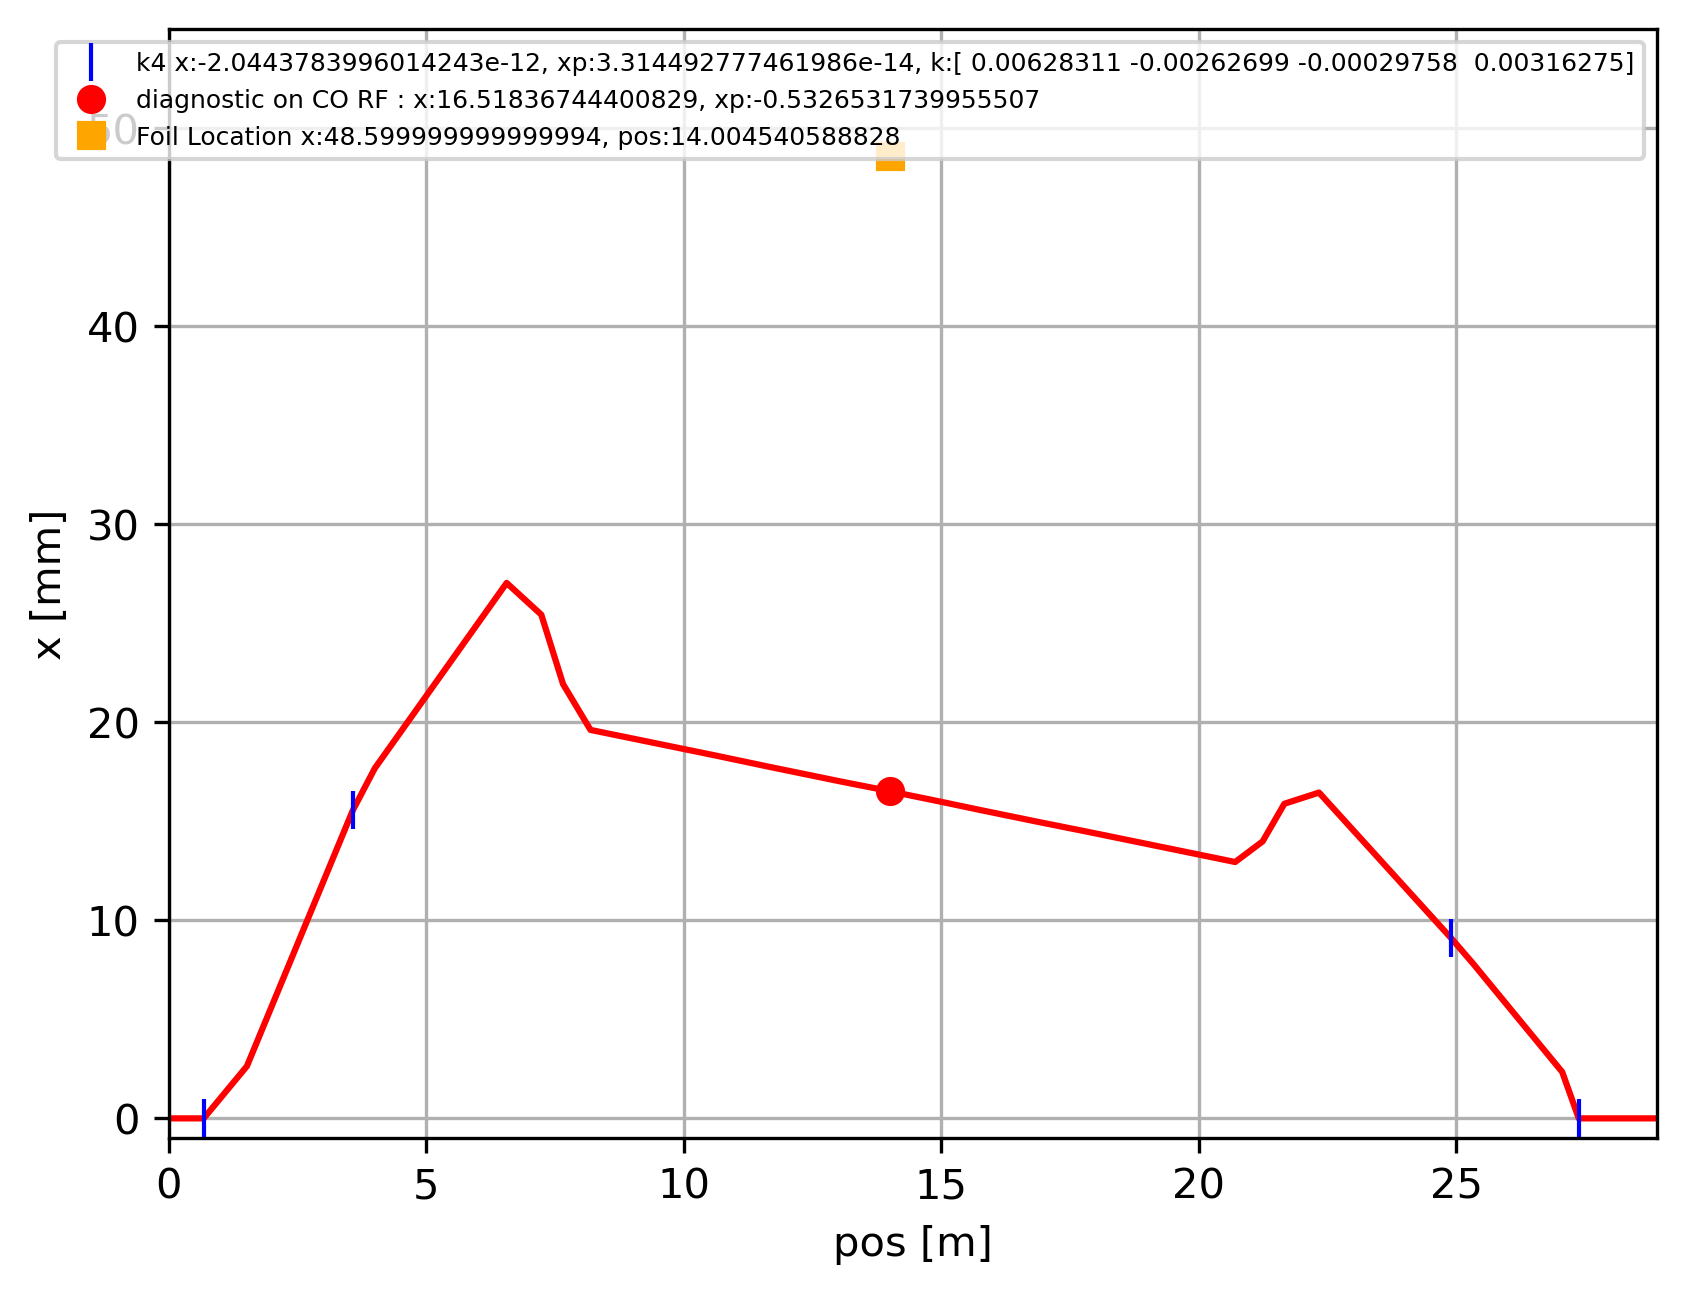 k4 x:-2.0443783996014243e-12, xp:3.314492777461986e-14, k:[ 0.00628311 -0.00262699 -0.00029758  0.00316275]
diagnostic on CO RF : x:16.51836744400829, xp:-0.5326531739955507
Foil Location x:48.599999999999994, pos:14.004540588828
50
40
30
20
10
0
x [mm]
0 5 10 15 20 25
pos [m]